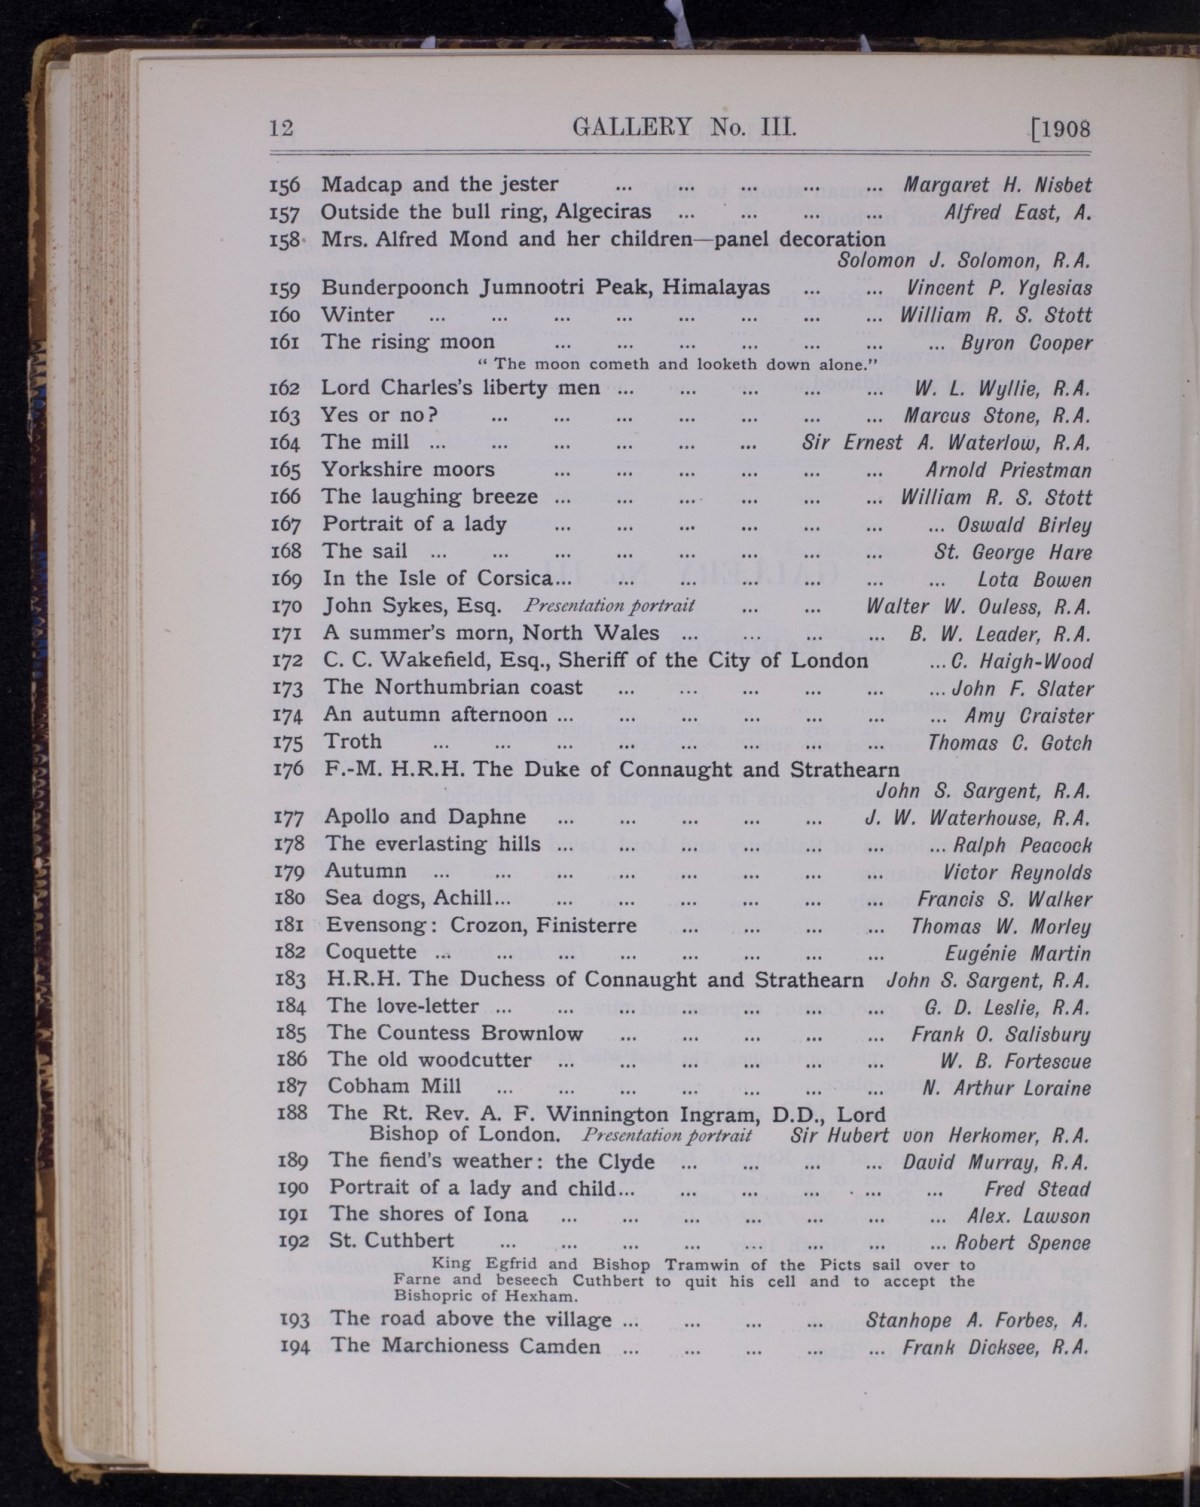 12 GALLERY No. III. [1908
156 Madcap and the jester ... ... ... ... ... Margaret H. Nisbet
157 Outside the bull ring, Algeciras ... ... ... ... Alfred East, A.
158 Mrs. Alfred Mond and her children—panel decoration
Solomon J. Solomon, R.A.
159 Bunderpoonch Jumnootri Peak, Himalayas ... ... Vincent P. Yglesias
160 Winter ... ... ... ... ... ... ... ... William R. S. Stott
161 The rising moon ... ... ... ... ... ... ... Byron Cooper
“ The moon cometh and looketh down alone.”
162 Lord Charles’s liberty men ... ... ... ... ... W. L. Wyllie, R.A.
163 Yes or no? ... ... ... ... ... ... ... Marcus Stone, R.A.
164 The mill ... ... ... ... ... ... Sir Ernest A. Waterlow, R.A.
165 Yorkshire moors ... ... ... ... ... ... Arnold Priestman
166 The laughing breeze ... ... ... ... ... ... William R. S. Stott
167 Portrait of a lady ... ... ... ... ... ... ... Oswald Birley
168 The sail ... ... ... ... ... ... ... ... St. George Hare
169 In the Isle of Corsica... ... ... ... ... ... ... Lota Bowen
170 John Sykes, Esq. Presentation portrait ... ... Walter W. Ouless, R.A.
171 A summer’s morn, North Wales ... ... ... ... B. W. Leader, R.A.
172 C. C. Wakefield, Esq., Sheriff of the City of London ... C. Haigh-Wood
173 The Northumbrian coast ... ... ... ... ... ... John F. Slater
174 An autumn afternoon ... ... ... ... ... ... ... Amy Craister
175 Troth ... ... ... ... ... ... ... ... Thomas C. Gotch
176 F.-M. H.R.H. The Duke of Connaught and Strathearn
John S. Sargent, R.A.
177 Apollo and Daphne ... ... ... ... ... J. W. Waterhouse, R.A.
178 The everlasting hills ... ... ... ... ... ... ... Ralph Peacock
179 Autumn ... ... ... ... ... ... ... ... Victor Reynolds
180 Sea dogs, Achill... ... ... ... ... ... ... Francis S. Walker
181 Evensong: Crozon, Finisterre ... ... ... ... Thomas W. Morley
182 Coquette ... ... ... ... ... ... ... ... Eugénie Martin
183 H.R.H. The Duchess of Connaught and Strathearn John S. Sargent, R.A.
184 The love-letter ... ... ... ... ... ... ... G. D. Leslie, R.A.
185 The Countess Brownlow ... ... ... ... ... Frank O. Salisbury
186 The old woodcutter ... ... ... ... ... ... W. B. Fortescue
187 Cobham Mill ... ... ... ... ... ... ... N. Arthur Loraine
188 The Rt. Rev. A. F. Winnington Ingram, D.D., Lord
Bishop of London. Presentation portrait Sir Hubert von Herkomer, R.A.
189 The fiend's weather: the Clyde ... ... ... ... David Murray, R.A.
190 Portrait of a lady and child... ... ... ... ... ... Fred Stead
191 The shores of Iona ... ... ... ... ... ... ... Alex. Lawson
192 St. Cuthbert ... ... ... ... ... ... ... ... Robert Spence
King Egfrid and Bishop Tramwin of the Picts sail over to
Farne and beseech Cuthbert to quit his cell and to accept the
Bishopric of Hexham.
193 The road above the village ... ... ... ... Stanhope A. Forbes, A.
194 The Marchioness Camden ... ... ... ... ... Frank Dicksee, R.A.